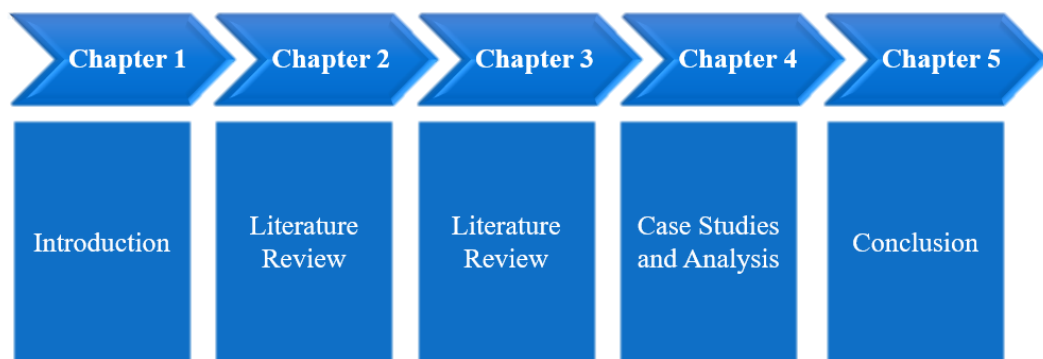 Chapter 1
Chapter 2
Chapter 3
Chapter 4
Chapter 5
Introduction
Literature
Review
Literature
Review
Case Studies
and Analysis
Conclusion